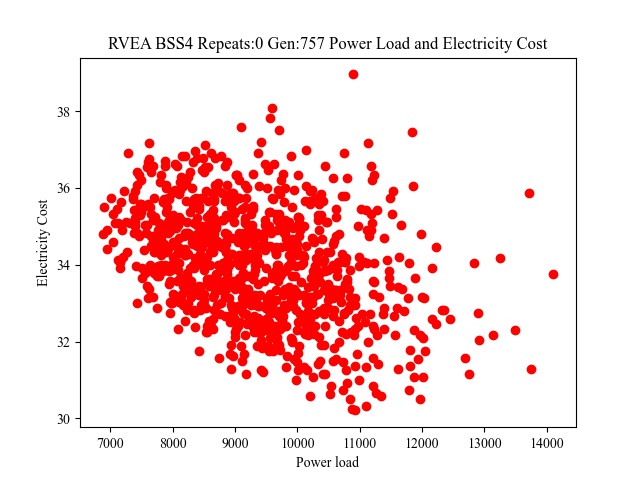 RVEA BSS4 Repeats:0 Gen:757 Power Load and Electricity Cost
Electricity Cost
38
36
34
32
30
7000 8000 9000 10000 11000 12000 13000 14000
Power load